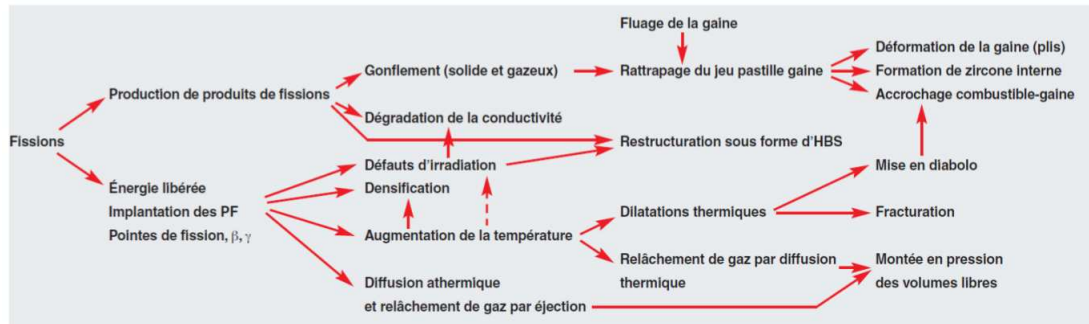 Fluage de la gaine
Déformation de la gaine (plis)
Gonflement (solide et gazeux)
Rattrapage du jeu pastille gaine
Formation de zircone interne
Production de produits de fissions
Accrochage combustible-gaine
Dégradation de la conductivité
Fissions
Restructuration sous forme d'HBS
Défauts d'irradiation
Mise en diabolo
Énergie libérée
Densification
Implantation des PF
Dilatations thermiques
Fracturation
Pointes de fission, β, γ
Augmentation de la température
Relâchement de gaz par diffusion
thermique
Montée en pression
des volumes libres
Diffusion athermique
et relâchement de gaz par éjection